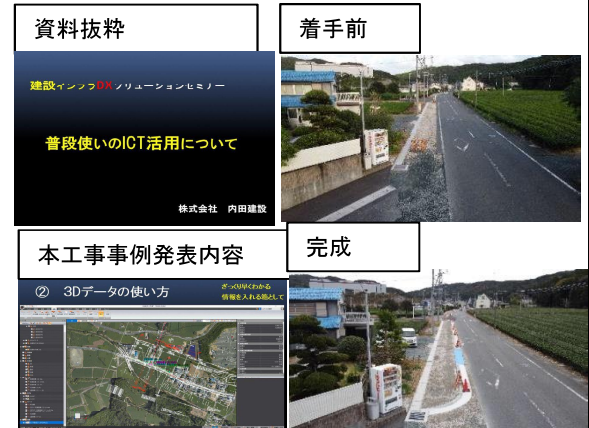 資料抜粋
着手前
建設インフラDXソリューションセミナー
普段使いのICT活用について
株式会社 内田建設
本工事事例発表内容
完成
② 3Dデータの使い方
ざっくり早くわかる
情報を入れる箱として